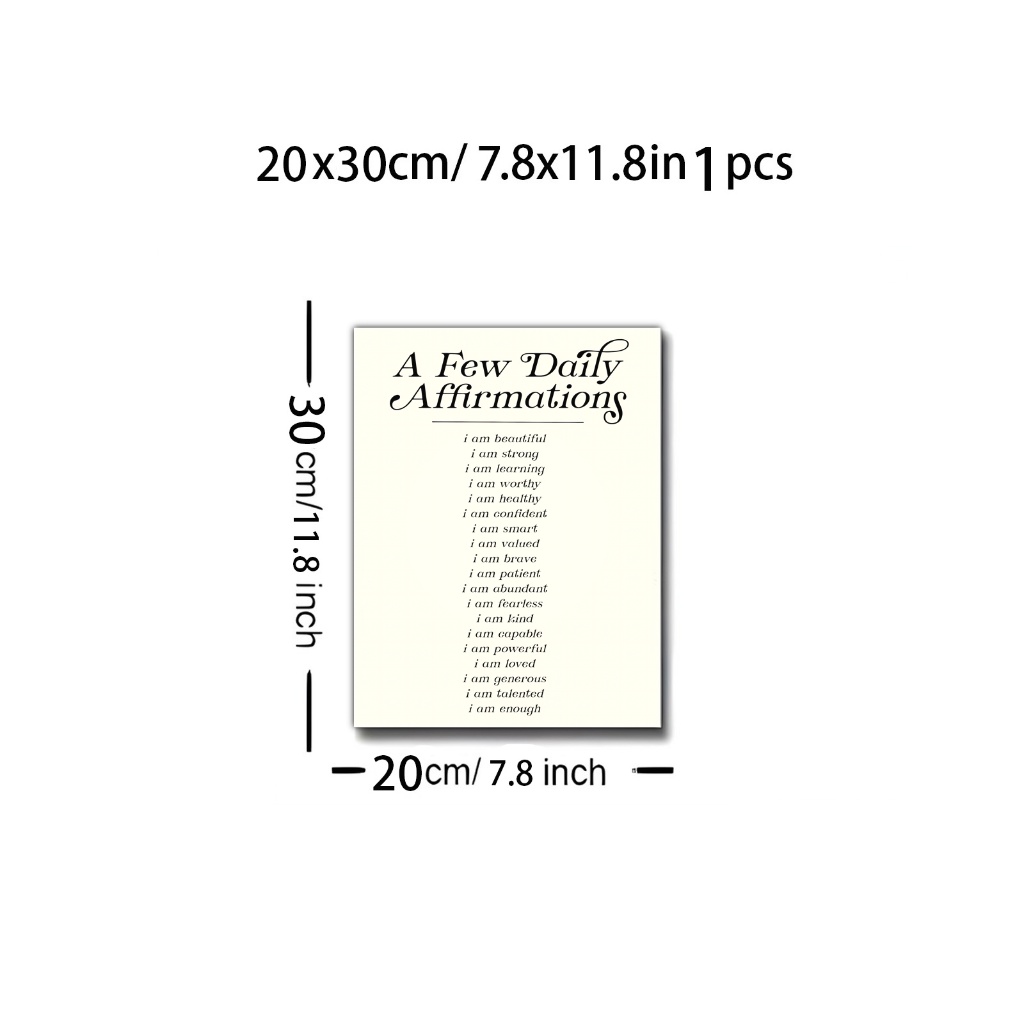 20x30cm/ 7.8x11.8in 1 pcs
A Few Daily
Affirmations
i am beautiful
i am strong
i am learning
i am worthy
i am healthy
i am confident
i am smart
i am valued
i am brave
i am patient
i am abundant
i am fearless
i am kind
i am capable
i am powerful
i am loved
i am generous
i am talented
i am enough
30cm/11.8 inch
20cm/ 7.8 inch